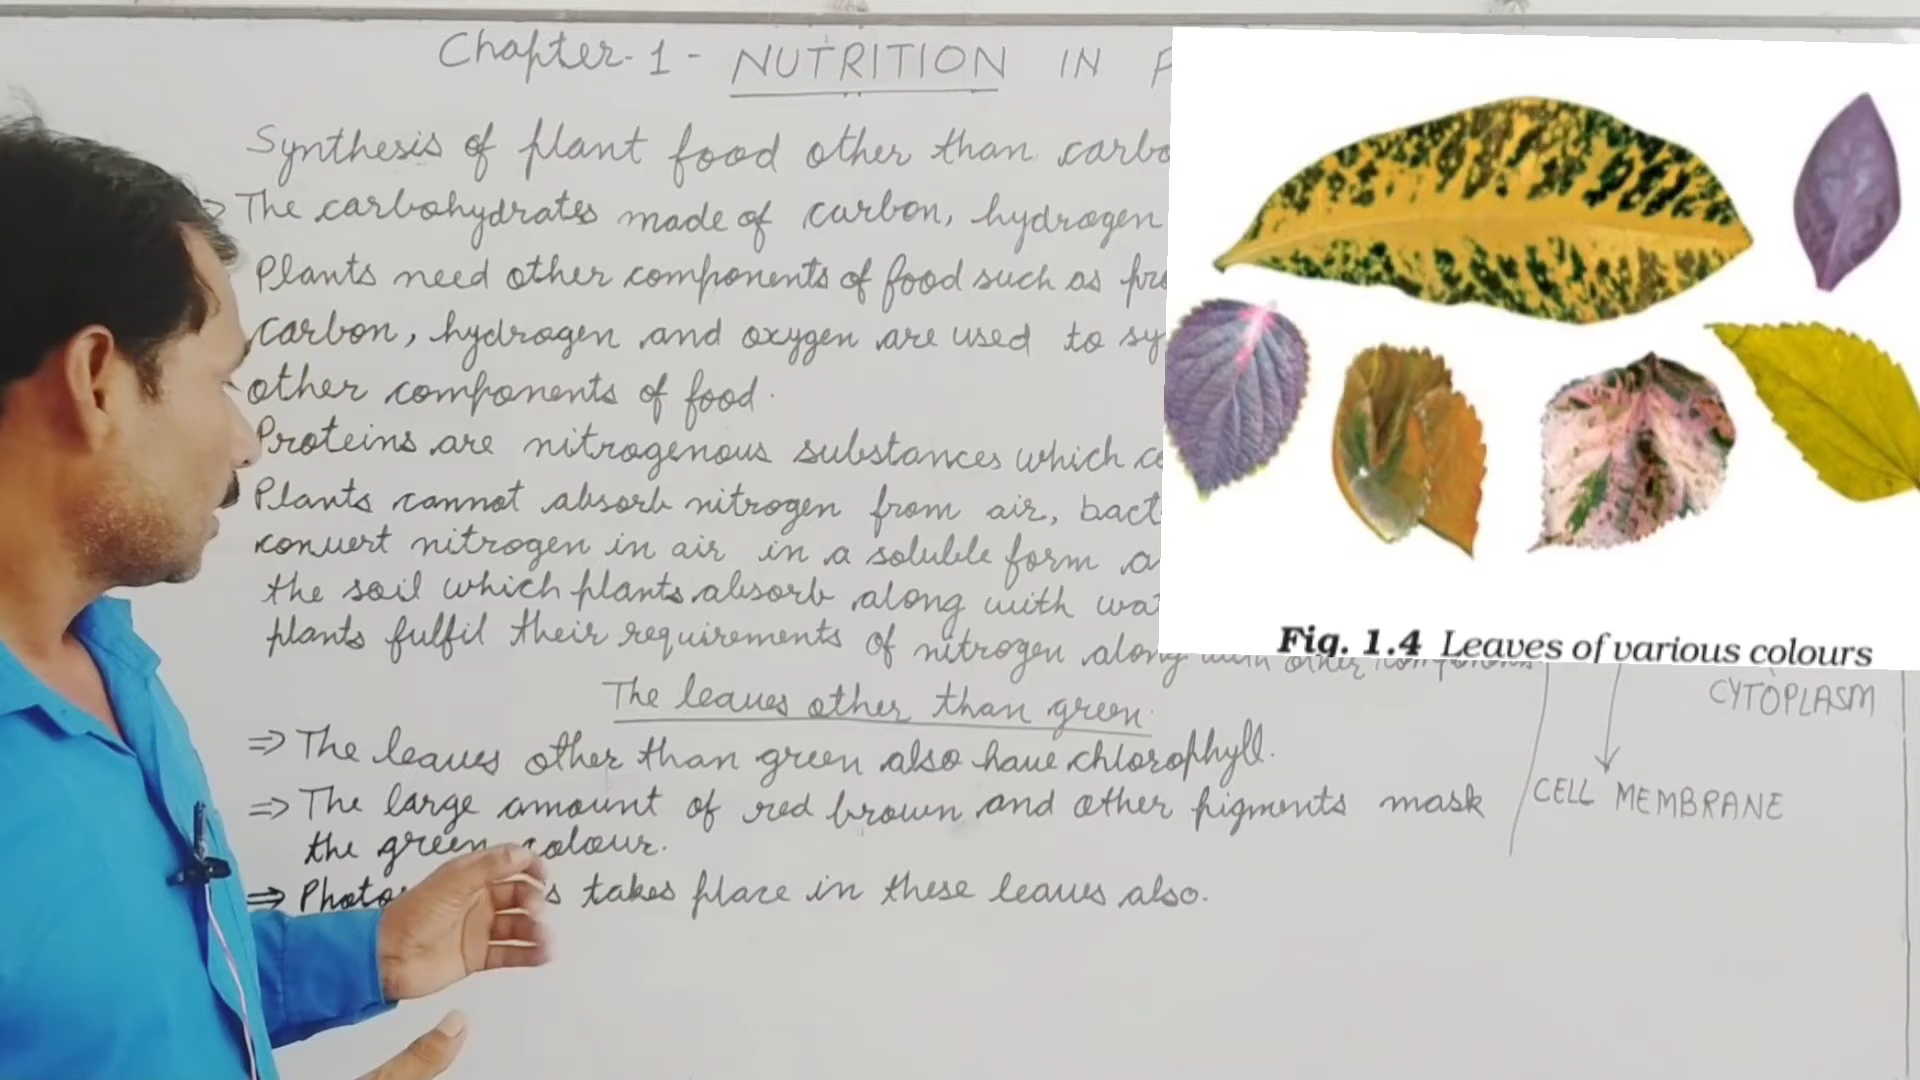 Chapter-1- NUTRITION IN
Synthesis of plant food other than
⇒ The carbohydrates made of carbon, hydrogen
Plants need other components of food such as
carbon, hydrogen and oxygen are used to
other components of food.
Proteins are nitrogenous substances which
Plants cannot absorb nitrogen from air,
convert nitrogen in air in a soluble form
the soil which plants absorb along with
plants fulfil their requirements of nitrogen along with other
The leaves other than green
⇒ The leaves other than green also have chlorophyll.
⇒ The large amount of red brown and other pigments mask
the green colour.
⇒ takes place in these leaves also.
Fig. 1.4 Leaves of various colours
CYTOPLASM
CELL MEMBRANE